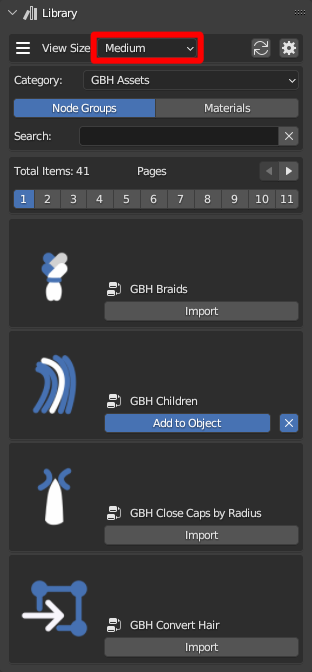 Library
View Size Medium
Category: GBH Assets
Node Groups Materials
Search:
Total Items: 41 Pages
1 2 3 4 5 6 7 8 9 10 11
GBH Braids
Import
GBH Children
Add to Object
GBH Close Caps by Radius
Import
GBH Convert Hair
Import